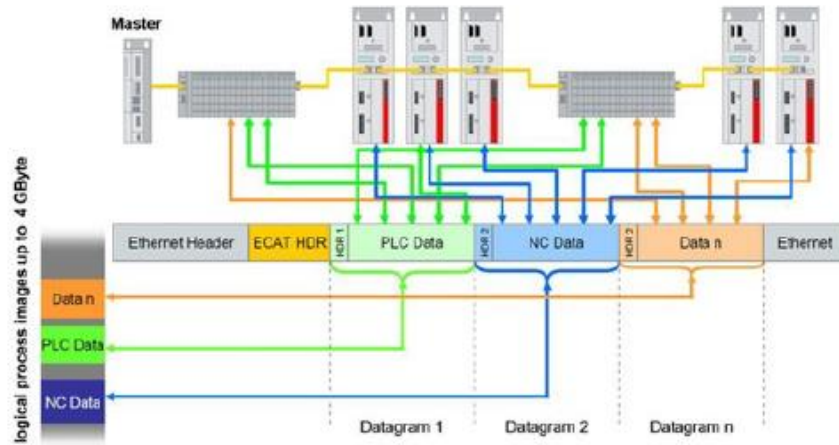 Master
logical process images up to 4 GByte
Ethernet Header
ECAT HDR
HDR 1
PLC Data
HDR 2
NC Data
HDR 2
Data n
Ethernet
Data n
PLC Data
NC Data
Datagram 1
Datagram 2
Datagram n